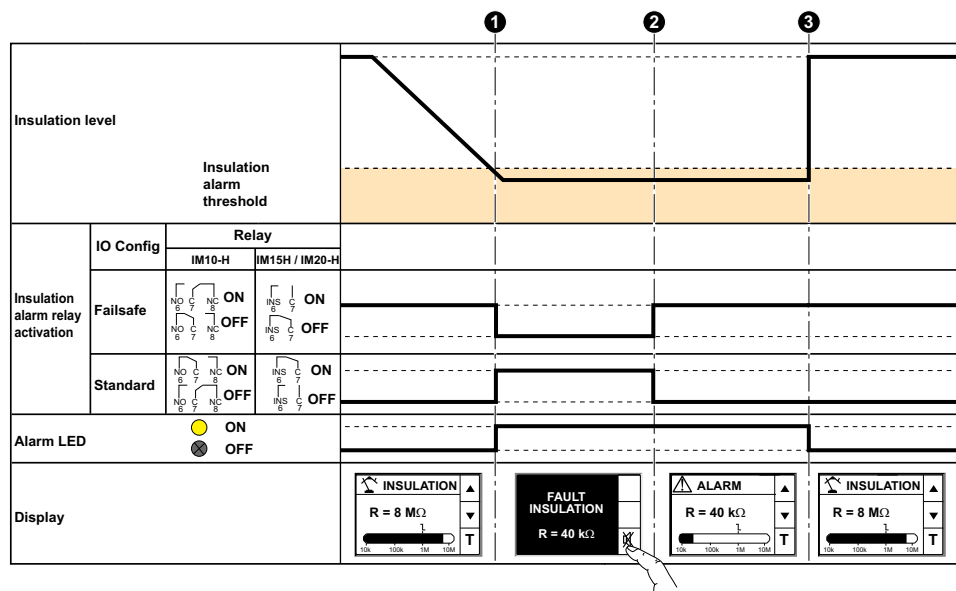 1 2 3
Insulation level
Insulation
alarm
threshold
Insulation
alarm relay
activation
IO Config
Relay
IM10-H
IM15H / IM20-H
Failsafe
NO C NC ON
6 7 8
NO C NC OFF
6 7 8
INS C ON
6 7
INS C OFF
6 7
Standard
NO C NC ON
6 7 8
NO C NC OFF
6 7 8
INS C ON
6 7
INS C OFF
6 7
Alarm LED
ON
OFF
Display
INSULATION
R = 8 MΩ
T
10k 100k 1M 10M
FAULT
INSULATION
R = 40 kΩ
ALARM
R = 40 kΩ
T
10k 100k 1M 10M
INSULATION
R = 8 MΩ
T
10k 100k 1M 10M